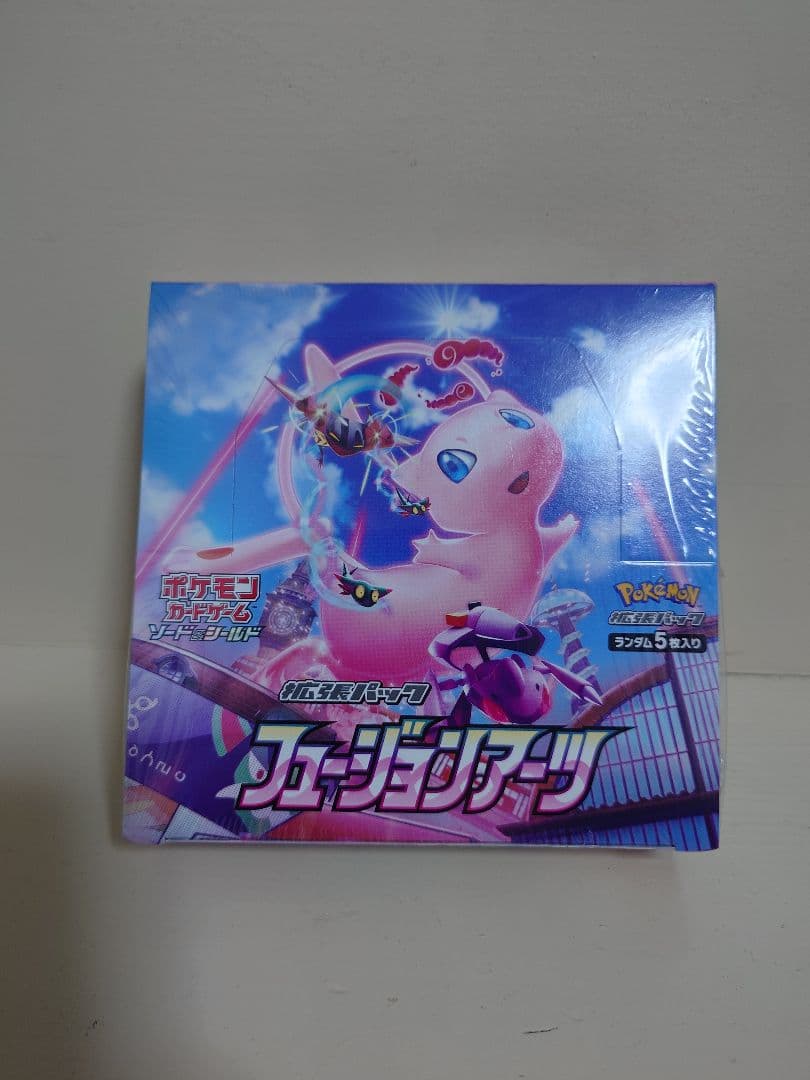 ポケモン
カードゲーム
ソード&シールド
Pokémon
拡張パック
ランダム5枚入り
拡張パック
フュージョンアーツ